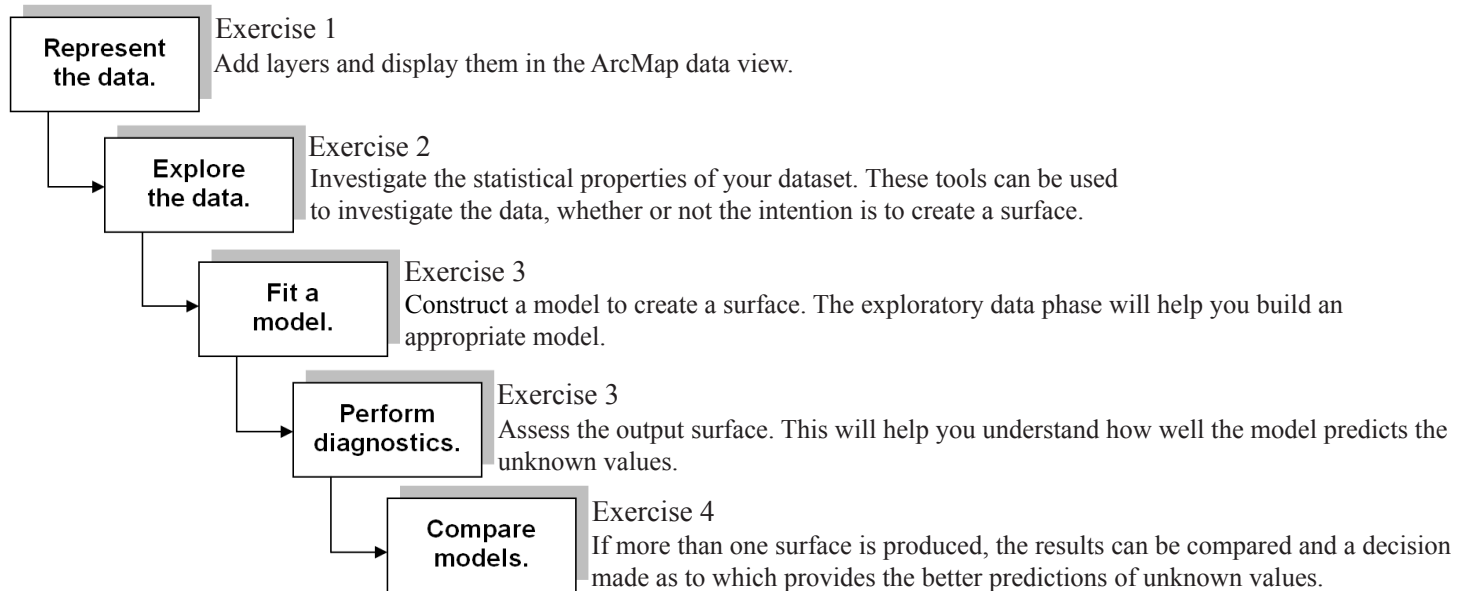 Represent
the data.
Exercise 1
Add layers and display them in the ArcMap data view.
Explore
the data.
Exercise 2
Investigate the statistical properties of your dataset. These tools can be used
to investigate the data, whether or not the intention is to create a surface.
Fit a
model.
Exercise 3
Construct a model to create a surface. The exploratory data phase will help you build an
appropriate model.
Perform
diagnostics.
Exercise 3
Assess the output surface. This will help you understand how well the model predicts the
unknown values.
Compare
models.
Exercise 4
If more than one surface is produced, the results can be compared and a decision
made as to which provides the better predictions of unknown values.